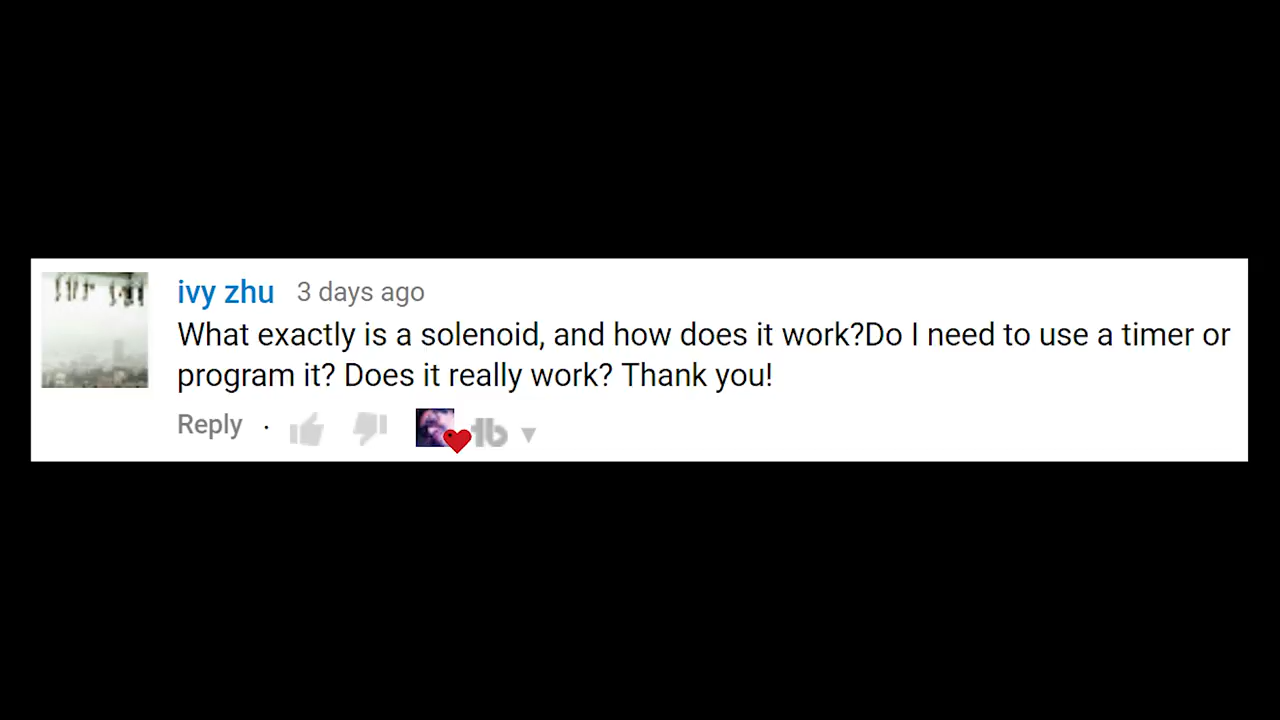 ivy zhu 3 days ago
What exactly is a solenoid, and how does it work?Do I need to use a timer or
program it? Does it really work? Thank you!
Reply ·